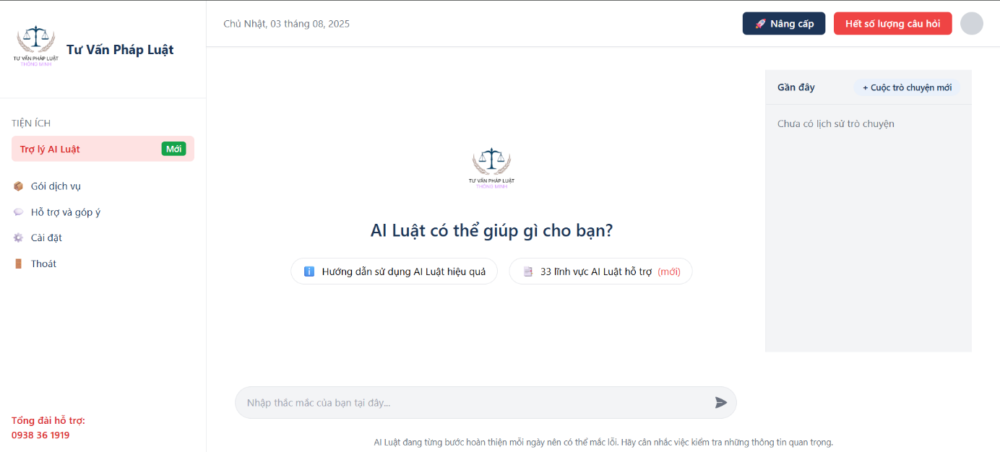 TƯ VẤN PHÁP LUẬT
THÔNG MINH
Tư Vấn Pháp Luật
Chủ Nhật, 03 tháng 08, 2025
🚀 Nâng cấp
Hết số lượng câu hỏi
TIỆN ÍCH
Trợ lý AI Luật
Mới
Gói dịch vụ
Hỗ trợ và góp ý
Cài đặt
Thoát
Tổng đài hỗ trợ:
0938 36 1919
TƯ VẤN PHÁP LUẬT
THÔNG MINH
AI Luật có thể giúp gì cho bạn?
Hướng dẫn sử dụng AI Luật hiệu quả
33 lĩnh vực AI Luật hỗ trợ (mới)
Nhập thắc mắc của bạn tại đây...
AI Luật đang từng bước hoàn thiện mỗi ngày nên có thể mắc lỗi. Hãy cân nhắc việc kiểm tra những thông tin quan trọng.
Gần đây
+ Cuộc trò chuyện mới
Chưa có lịch sử trò chuyện